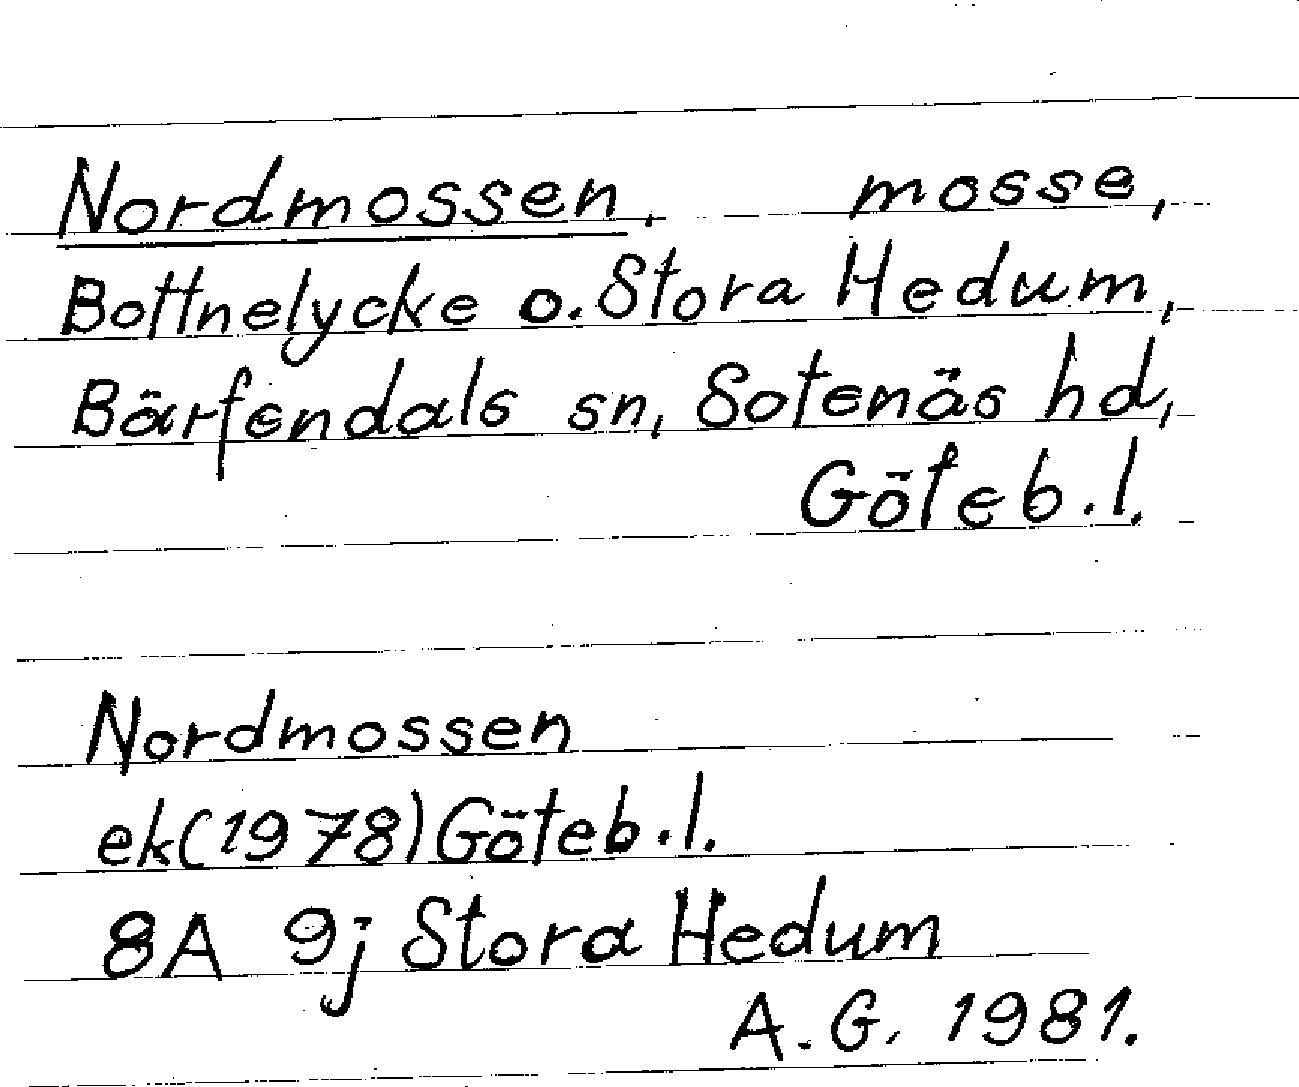 Nordmossen. mosse,
Bottnelycke o. Stora Hedum,
Bärfendals sn, Sotenäs hd,
Göteb. l.
Nordmossen
ek (1978) Göteb. l.
8A 9j Stora Hedum
A. G. 1981.